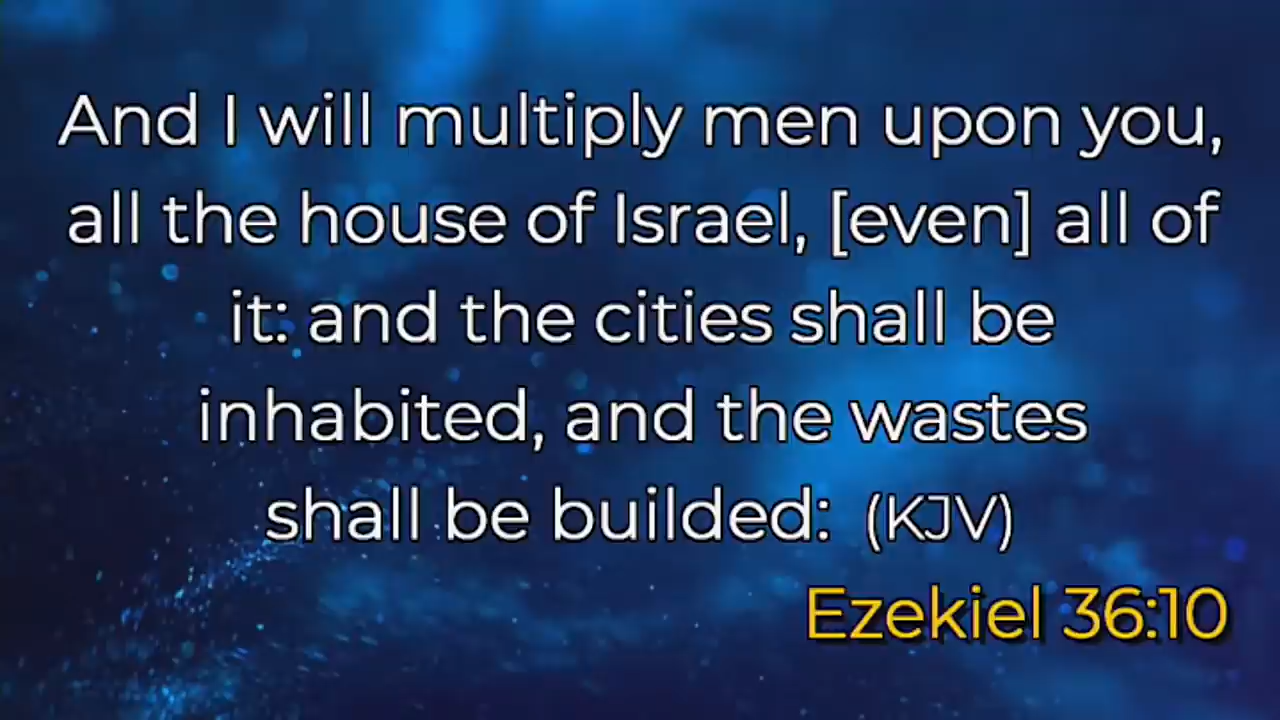 And I will multiply men upon you,
all the house of Israel, [even] all of
it: and the cities shall be
inhabited, and the wastes
shall be builded: (KJV)
Ezekiel 36:10